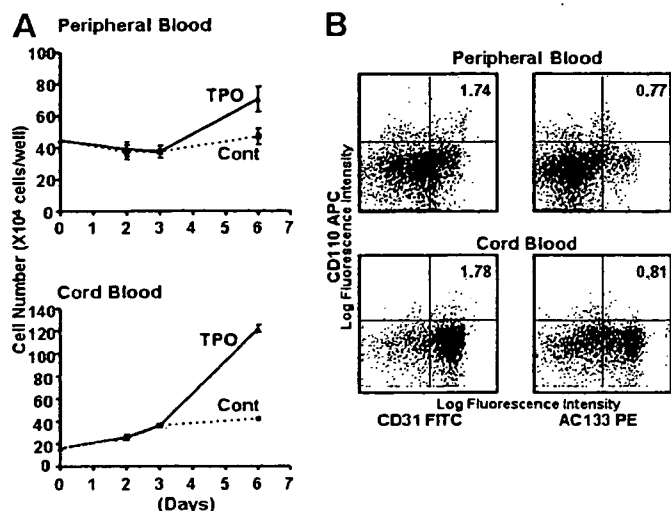 A
Peripheral Blood
100
80
60
40
20
0
TPO
Cont
0 1 2 3 4 5 6 7
Cell Number (X10⁴ cells/well)
Cord Blood
140
120
100
80
60
40
20
0
TPO
Cont
0 1 2 3 4 5 6 7
(Days)
B
Peripheral Blood
1.74
0.77
CD110 APC
Log Fluorescence Intensity
Cord Blood
1.78
0.81
Log Fluorescence Intensity
CD31 FITC
AC133 PE